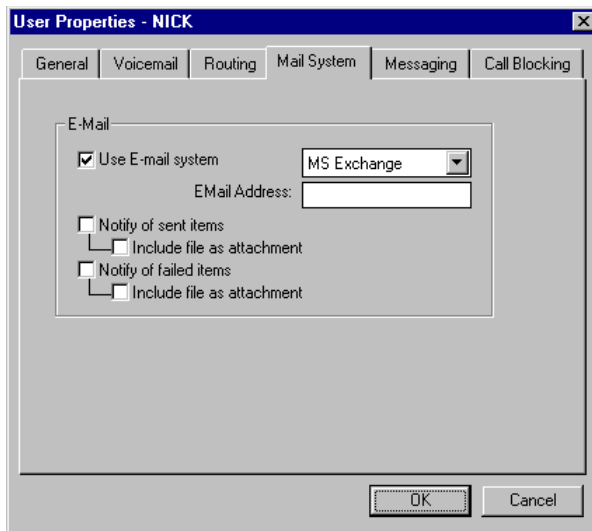 User Properties - NICK
General Voicemail Routing Mail System Messaging Call Blocking
E-Mail
Use E-mail system MS Exchange
EMail Address:
Notify of sent items
Include file as attachment
Notify of failed items
Include file as attachment
OK Cancel